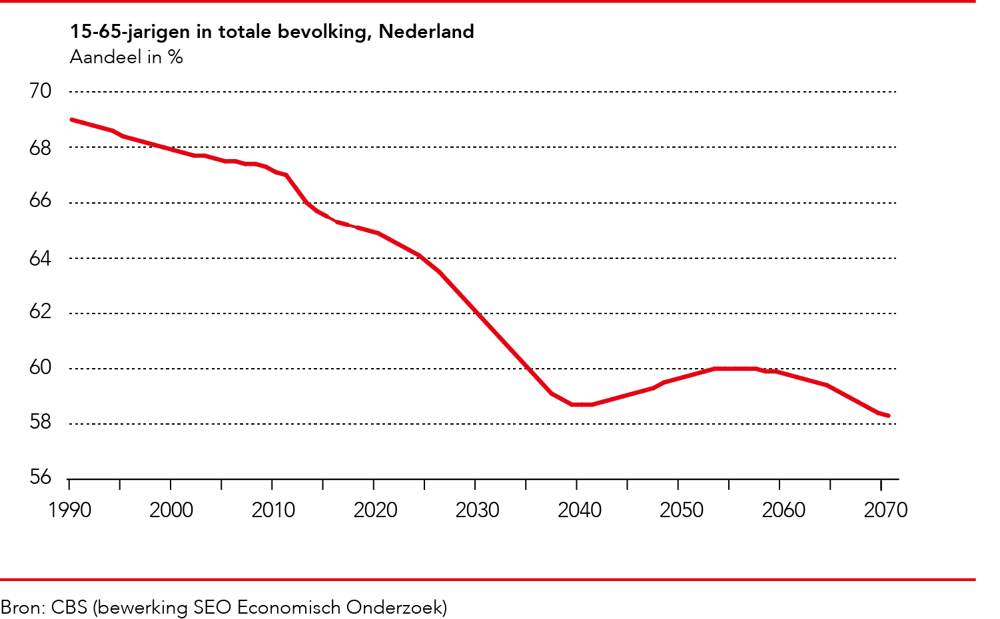 15-65-jarigen in totale bevolking, Nederland
Aandeel in %
70
68
66
64
62
60
58
56
1990 2000 2010 2020 2030 2040 2050 2060 2070
Bron: CBS (bewerking SEO Economisch Onderzoek)